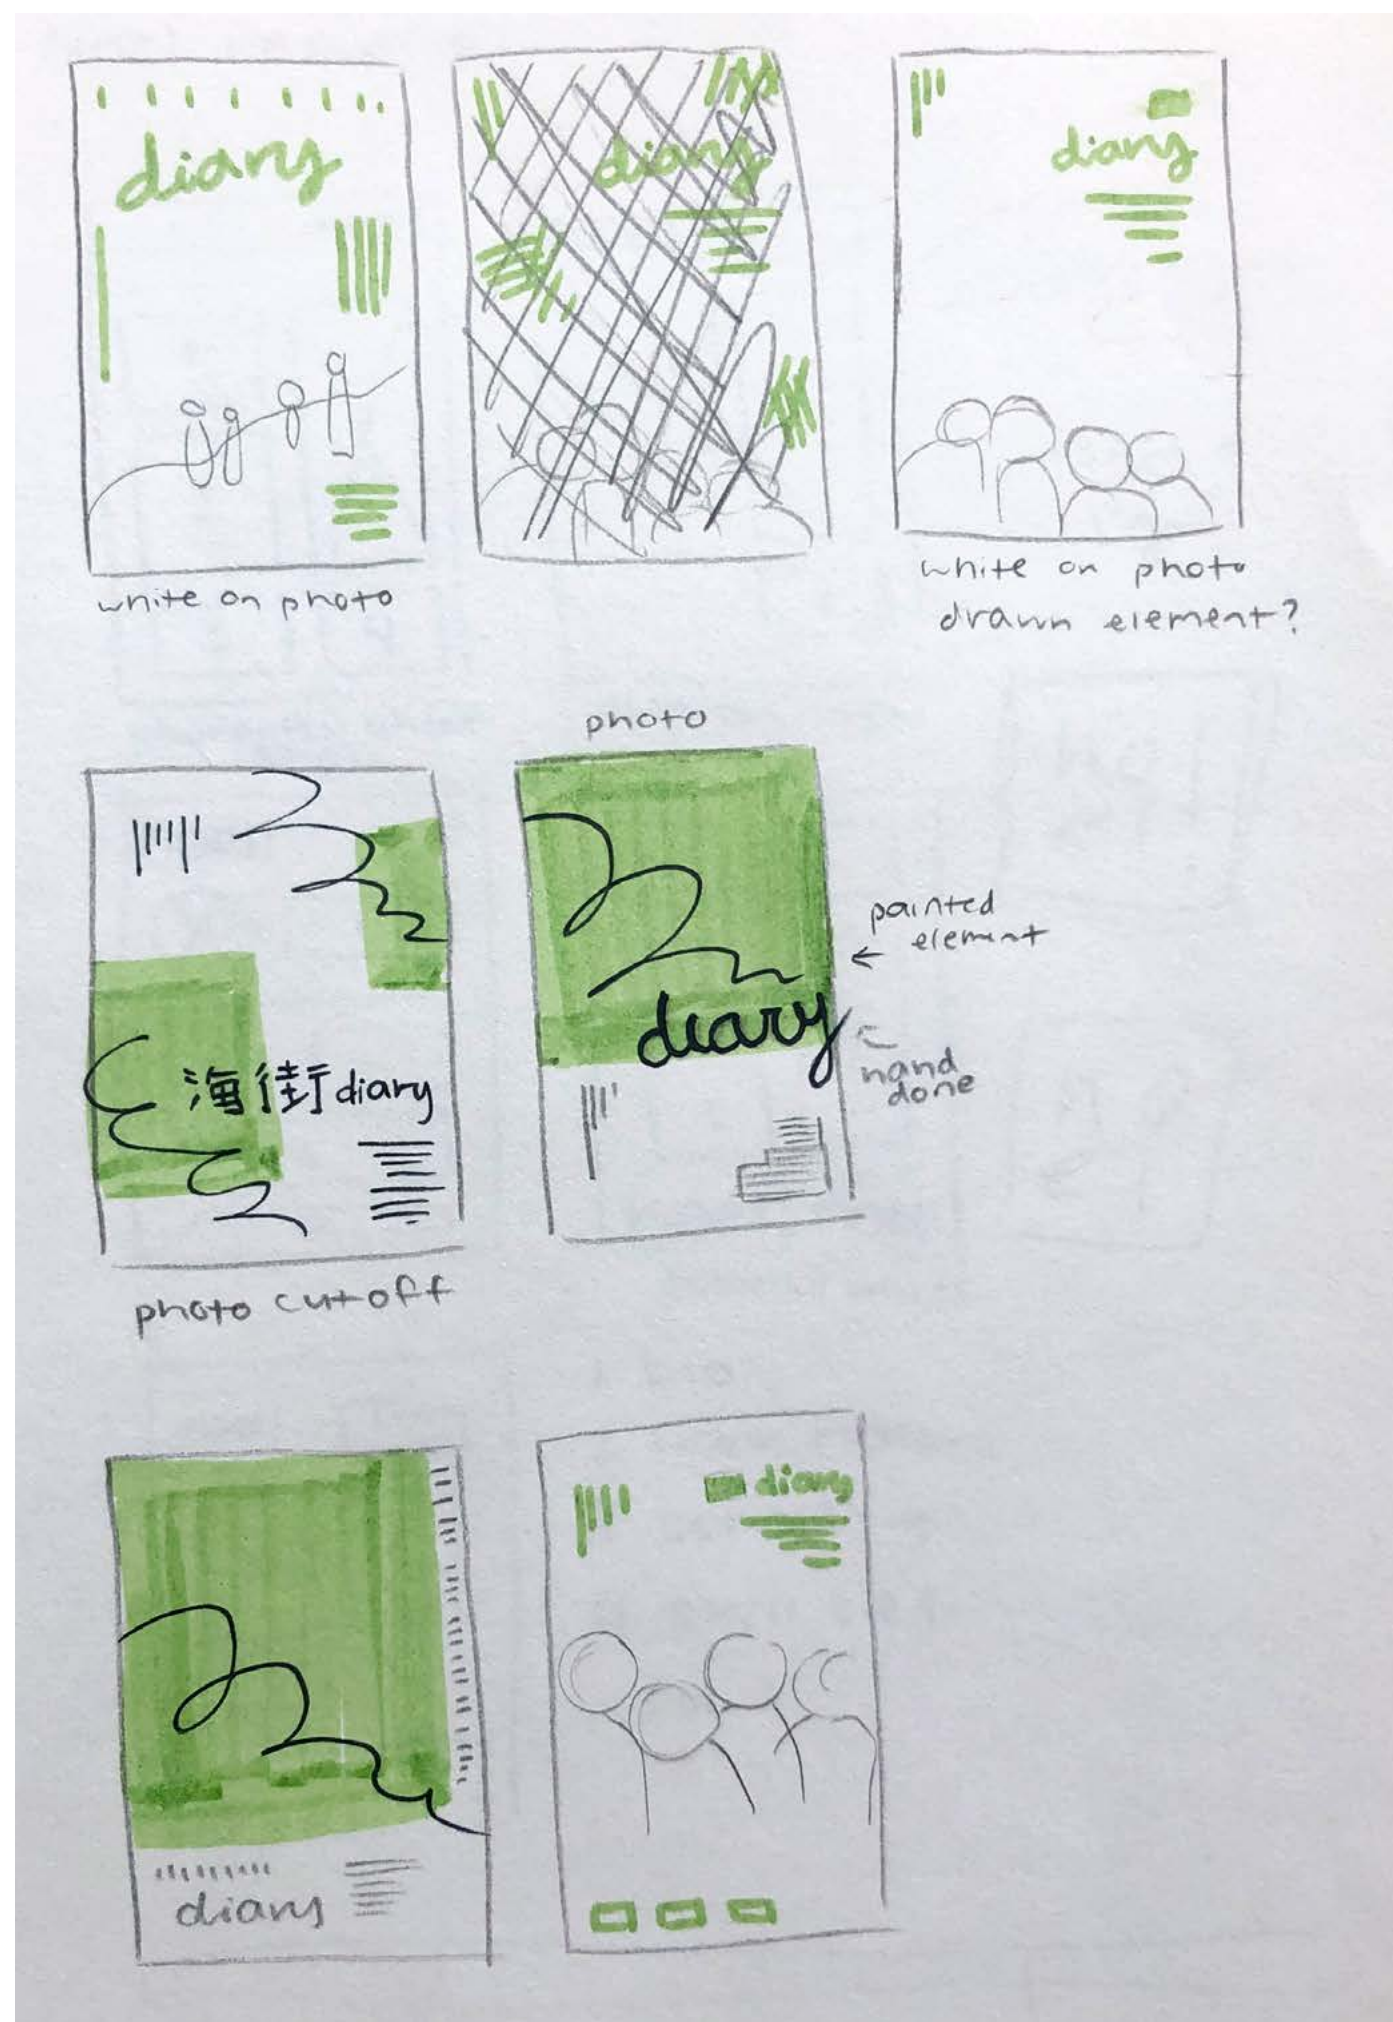 diary
diary
diary
white on photo
white on photo
drawn element?
photo
painted
element
海街diary
diary
hand
done
photo cutoff
diary
diary